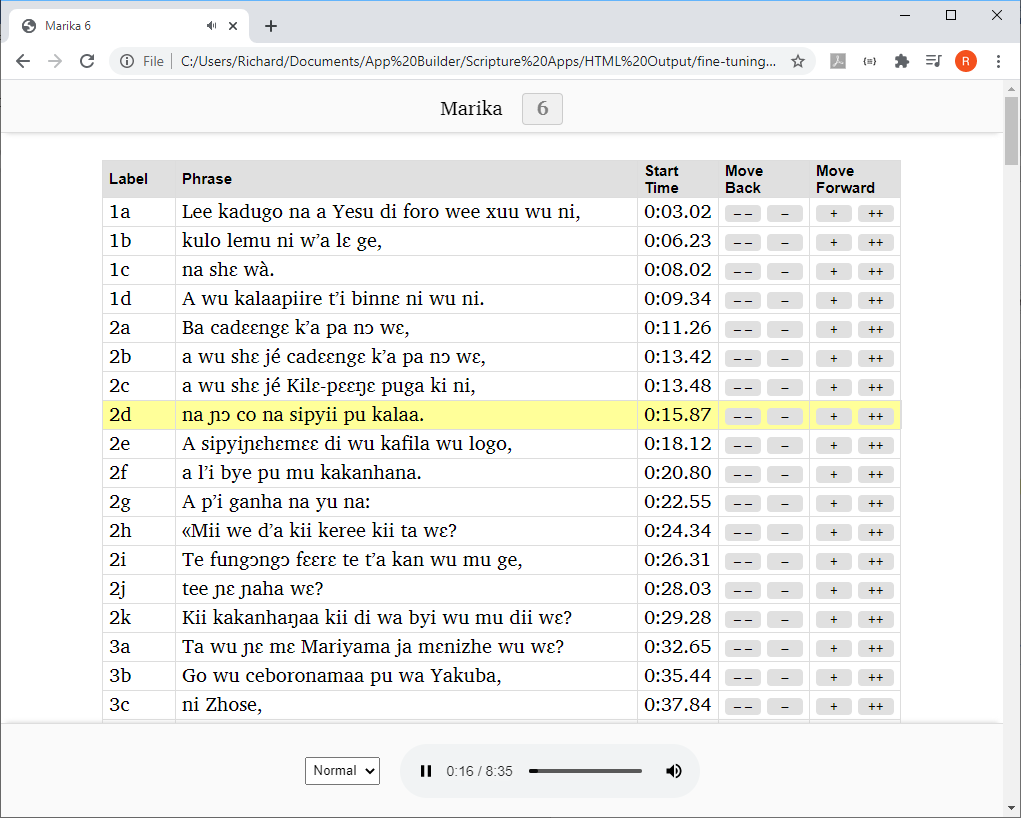 Marika 6
File | C:/Users/Richard/Documents/App%20Builder/Scripture%20Apps/HTML%20Output/fine-tuning...
R
Marika 6
Label Phrase Start Time Move Back Move Forward
1a Lee kadugo na a Yesu di foro wee xuu wu ni, 0:03.02 – – – + ++
1b kulo lemu ni w’a lɛ ge, 0:06.23 – – – + ++
1c na shɛ wà. 0:08.02 – – – + ++
1d A wu kalaapiire t’i binnɛ ni wu ni. 0:09.34 – – – + ++
2a Ba cadɛɛngɛ k’a pa nɔ wɛ, 0:11.26 – – – + ++
2b a wu shɛ jé cadɛɛngɛ k’a pa nɔ wɛ, 0:13.42 – – – + ++
2c a wu shɛ jé Kilɛ-pɛɛŋɛ puga ki ni, 0:13.48 – – – + ++
2d na ɲɔ co na sipyii pu kalaa. 0:15.87 – – – + ++
2e A sipyiɲɛhɛmɛɛ di wu kafila wu logo, 0:18.12 – – – + ++
2f a l’i bye pu mu kakanhana. 0:20.80 – – – + ++
2g A p’i ganha na yu na: 0:22.55 – – – + ++
2h «Mii we d’a kii keree kii ta wɛ? 0:24.34 – – – + ++
2i Te fungɔngɔ fɛɛrɛ te t’a kan wu mu ge, 0:26.31 – – – + ++
2j tee ɲɛ ɲaha wɛ? 0:28.03 – – – + ++
2k Kii kakanhaŋaa kii di wa byi wu mu dii wɛ? 0:29.28 – – – + ++
3a Ta wu ɲɛ mɛ Mariyama ja mɛnizhe wu wɛ? 0:32.65 – – – + ++
3b Go wu ceboronamaa pu wa Yakuba, 0:35.44 – – – + ++
3c ni Zhose, 0:37.84 – – – + ++
Normal 0:16 / 8:35